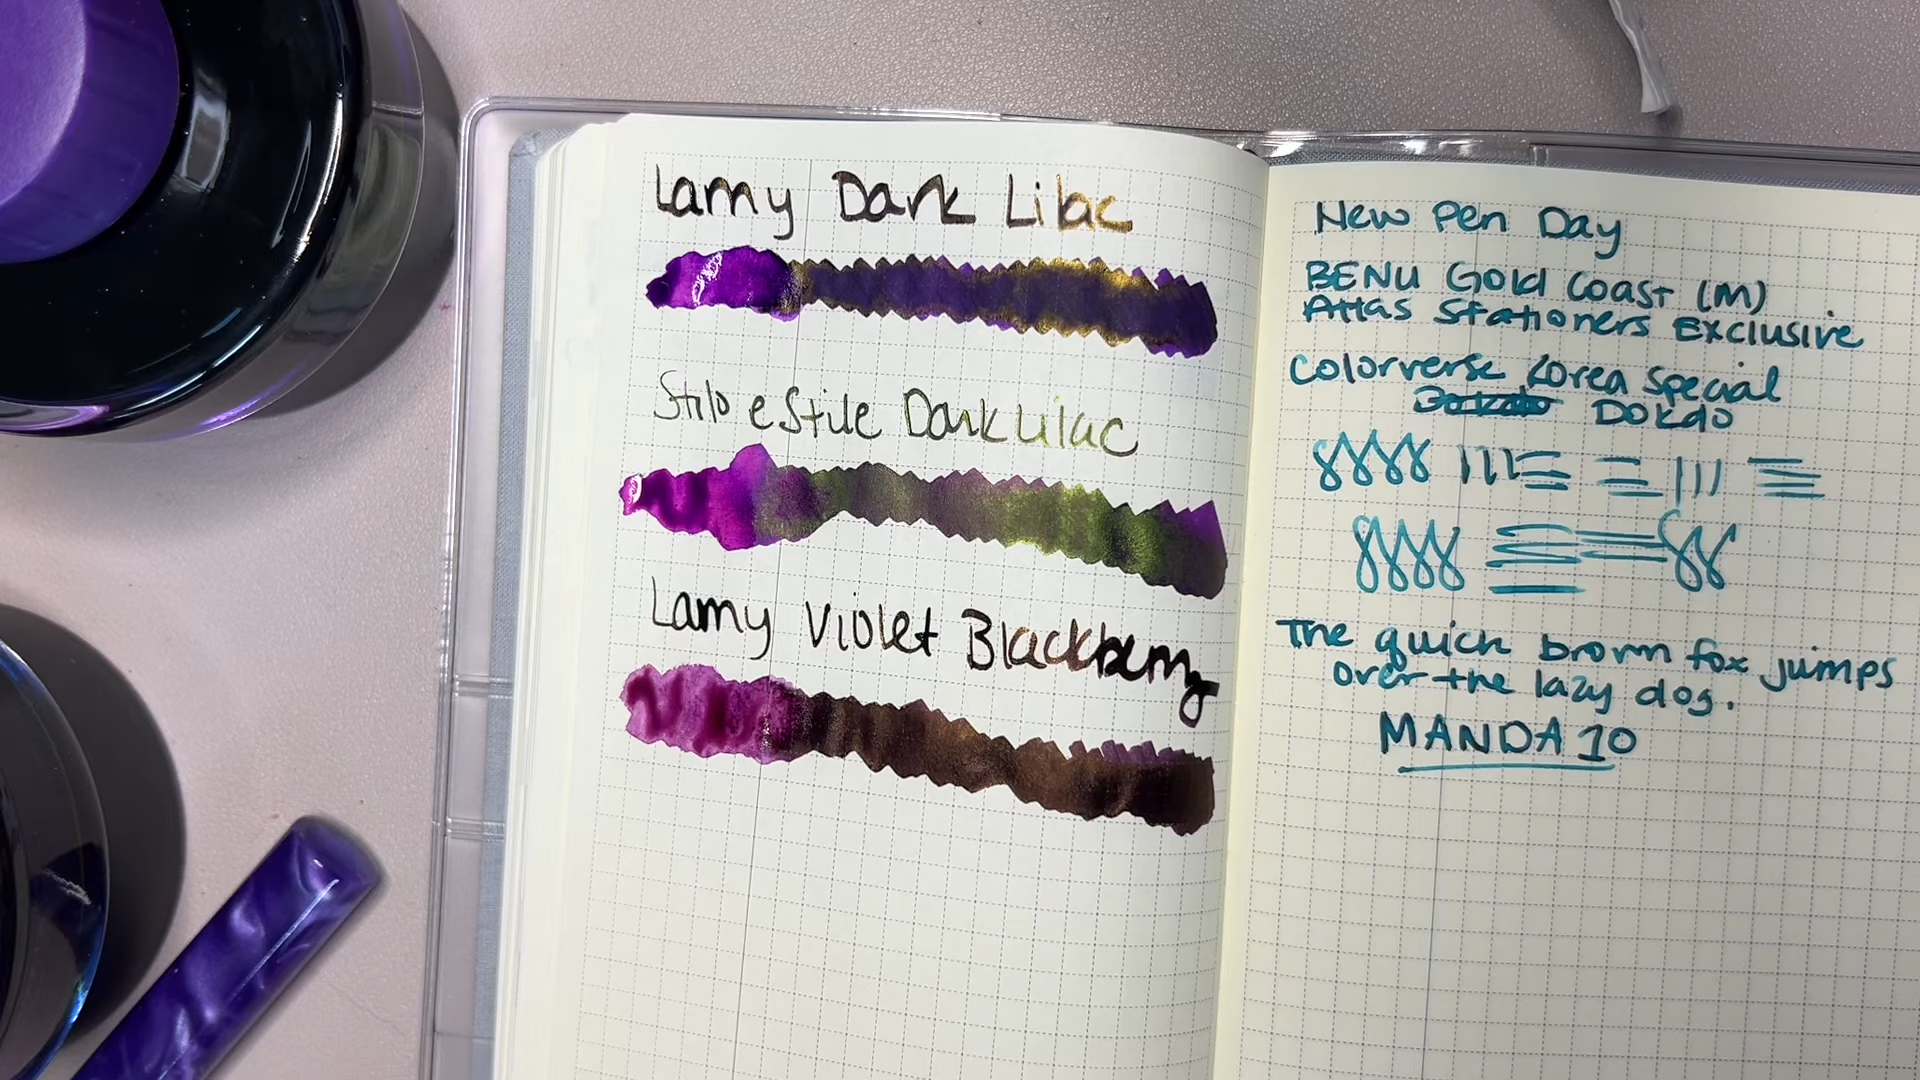 Lamy Dark Lilac
Stilo e Stile Dark Lilac
Lamy Violet Blackberry
New Pen Day
BENU Gold Coast (M)
Atlas Stationers Exclusive
Colorverse Korea Special
Dokdo DOKdo
The quick brown fox jumps
over the lazy dog.
MANDA 10